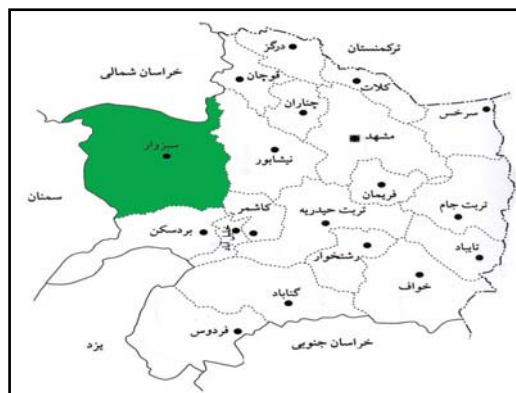 ترکمنستان
درگز
خراسان شمالی
قوچان
کلات
چناران
سرخس
مشهد
سبزوار
نیشابور
فریمان
سمنان
کاشمر
تربت حیدریه
تربت جام
بردسکن
تایباد
رشتخوار
خواف
گناباد
فردوس
خراسان جنوبی
یزد